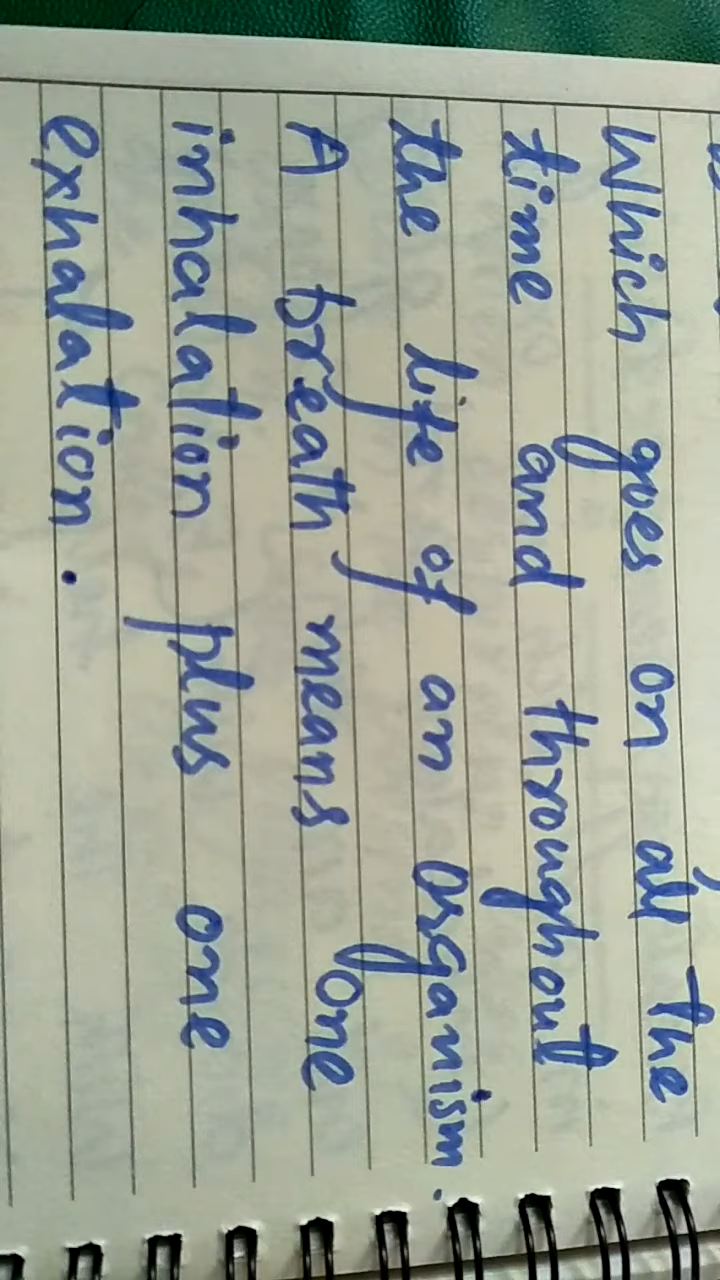 Which goes on all the
time and throughout
the life of an organism.
A breath means one
inhalation plus one
exhalation.